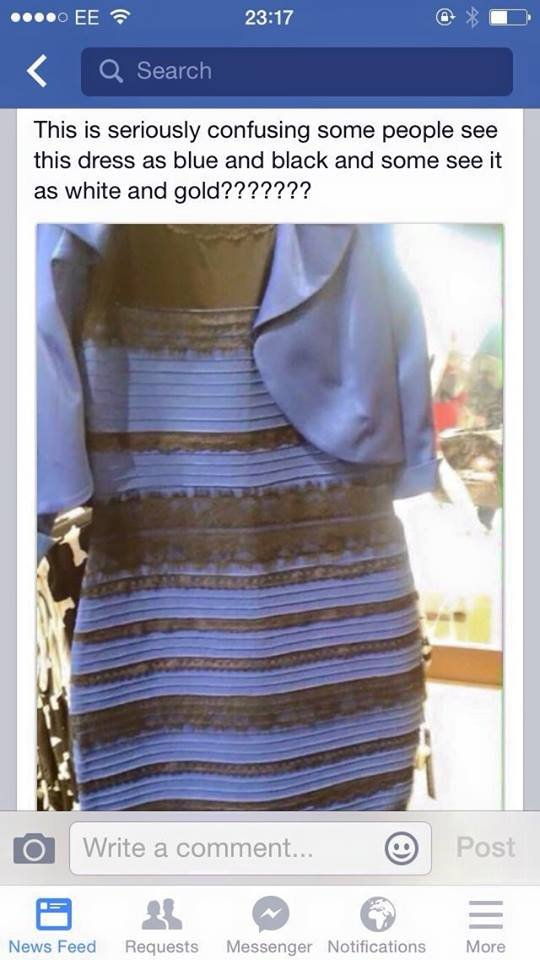 EE 23:17
Search
This is seriously confusing some people see
this dress as blue and black and some see it
as white and gold???????
Write a comment... Post
News Feed Requests Messenger Notifications More